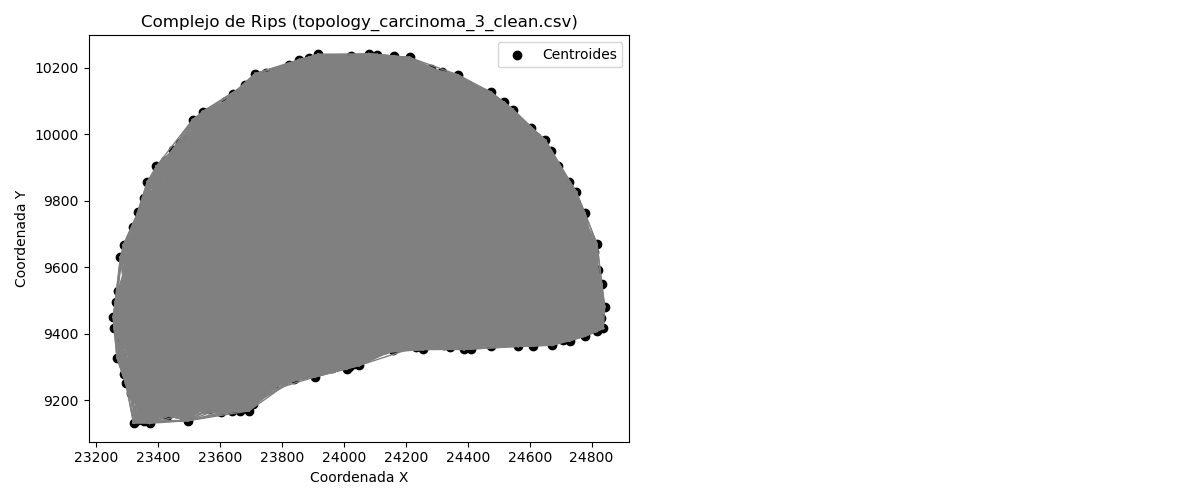 Complejo de Rips (topology_carcinoma_3_clean.csv)
Centroides
Coordenada Y
10200
10000
9800
9600
9400
9200
23200 23400 23600 23800 24000 24200 24400 24600 24800
Coordenada X